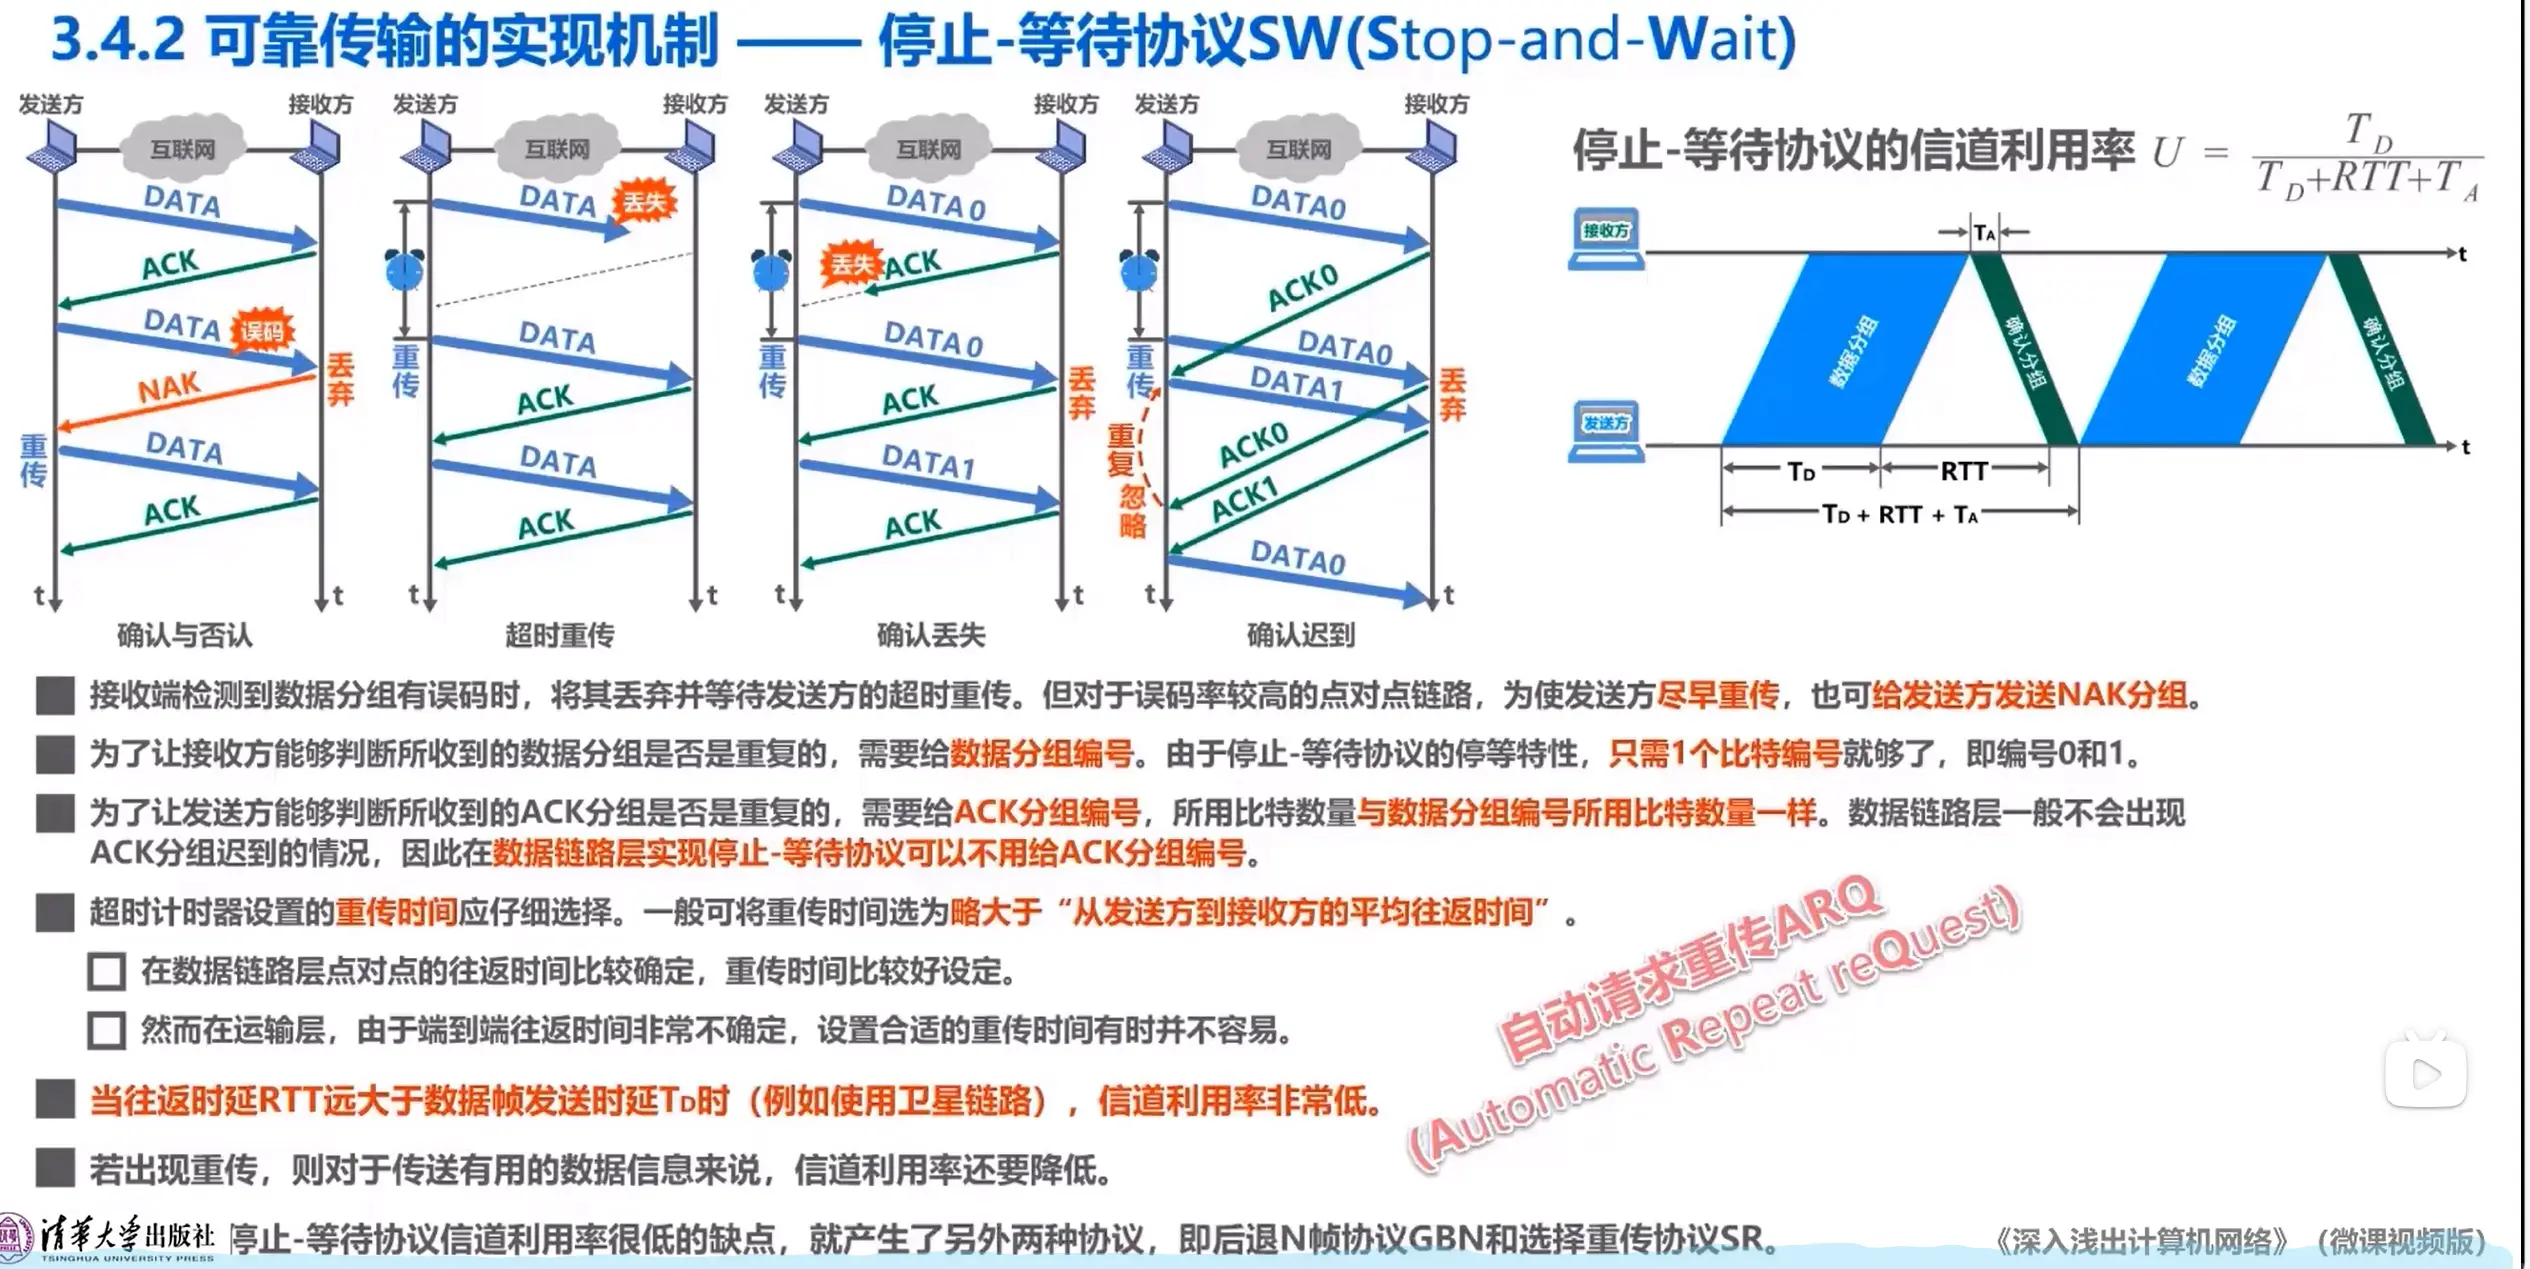 3.4.2 可靠传输的实现机制 —— 停止-等待协议SW(Stop-and-Wait)
发送方
接收方
互联网
DATA
ACK
DATA
误码
丢弃
NAK
重传
DATA
ACK
t
t
确认与否认
发送方
接收方
互联网
DATA
丢失
重传
DATA
ACK
DATA
ACK
t
t
超时重传
发送方
接收方
互联网
DATA0
丢失
ACK
重传
DATA0
丢弃
ACK
DATA1
ACK
t
t
确认丢失
发送方
接收方
互联网
DATA0
ACK0
重传
DATA0
DATA1
丢弃
重复
忽略
ACK0
ACK1
DATA0
t
t
确认迟到
停止-等待协议的信道利用率 U = TD / TD+RTT+TA
接收方
TA
t
数据分组
确认分组
数据分组
确认分组
发送方
t
TD
RTT
TD + RTT + TA
接收端检测到数据分组有误码时，将其丢弃并等待发送方的超时重传。但对于误码率较高的点对点链路，为使发送方尽早重传，也可给发送方发送NAK分组。
为了让接收方能够判断所收到的数据分组是否是重复的，需要给数据分组编号。由于停止-等待协议的停等特性，只需1个比特编号就够了，即编号0和1。
为了让发送方能够判断所收到的ACK分组是否是重复的，需要给ACK分组编号，所用比特数量与数据分组编号所用比特数量一样。数据链路层一般不会出现
ACK分组迟到的情况，因此在数据链路层实现停止-等待协议可以不用给ACK分组编号。
超时计时器设置的重传时间应仔细选择。一般可将重传时间选为略大于“从发送方到接收方的平均往返时间”。
在数据链路层点对点的往返时间比较确定，重传时间比较好设定。
然而在运输层，由于端到端往返时间非常不确定，设置合适的重传时间有时并不容易。
自动请求重传ARQ
(Automatic Repeat reQuest)
当往返时延RTT远大于数据帧发送时延TD时（例如使用卫星链路），信道利用率非常低。
若出现重传，则对于传送有用的数据信息来说，信道利用率还要降低。
清华大学出版社
TSINGHUA UNIVERSITY PRESS
停止-等待协议信道利用率很低的缺点，就产生了另外两种协议，即后退N帧协议GBN和选择重传协议SR。
《深入浅出计算机网络》（微课视频版）